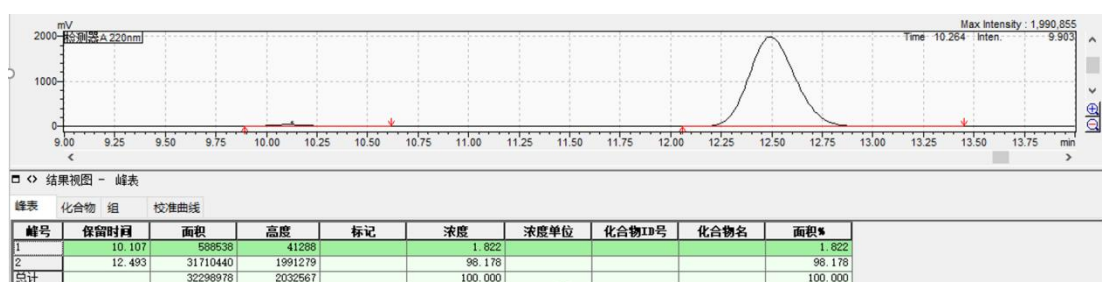 mV
Max Intensity : 1,990,855
2000
检测器A 220nm
Time 10.264 Inten. 9.903
1000
0
9.00 9.25 9.50 9.75 10.00 10.25 10.50 10.75 11.00 11.25 11.50 11.75 12.00 12.25 12.50 12.75 13.00 13.25 13.50 13.75 min
结果视图 - 峰表
峰表 化合物 组 校准曲线
峰号 保留时间 面积 高度 标记 浓度 浓度单位 化合物ID号 化合物名 面积%
1 10.107 588538 41288 1.822 1.822
2 12.493 31710440 1991279 98.178 98.178
总计 32298978 2032567 100.000 100.000